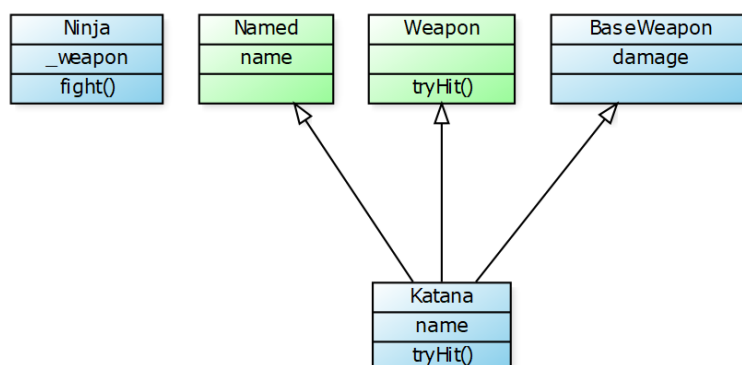 Ninja
_weapon
fight()
Named
name
Weapon
tryHit()
BaseWeapon
damage
Katana
name
tryHit()